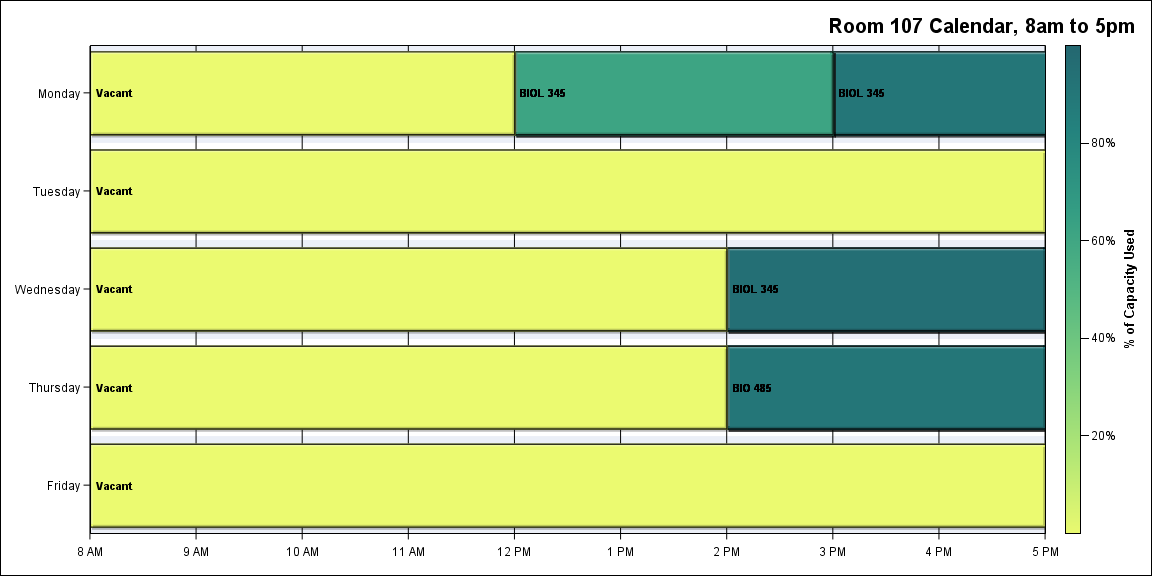 Room 107 Calendar, 8am to 5pm
Monday
Vacant
BIOL 345
BIOL 345
Tuesday
Vacant
Wednesday
Vacant
BIOL 345
Thursday
Vacant
BIO 485
Friday
Vacant
8 AM 9 AM 10 AM 11 AM 12 PM 1 PM 2 PM 3 PM 4 PM 5 PM
80%
60%
40%
20%
% of Capacity Used